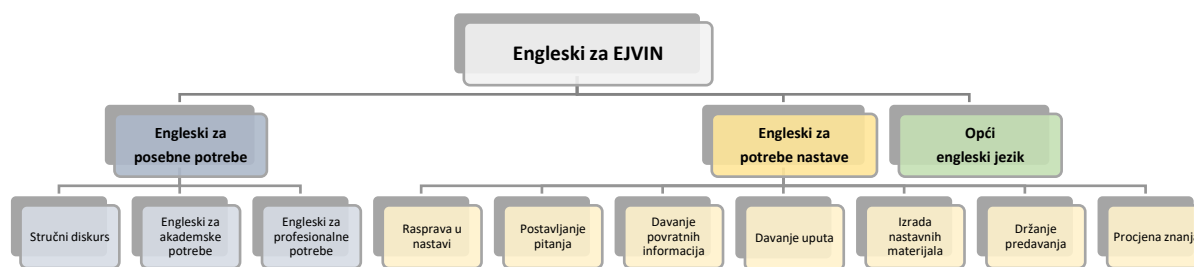 Engleski za EJVIN
Engleski za
posebne potrebe
Engleski za
potrebe nastave
Opći
engleski jezik
Stručni diskurs
Engleski za
akademske
potrebe
Engleski za
profesionalne
potrebe
Rasprava u
nastavi
Postavljanje
pitanja
Davanje
povratnih
informacija
Davanje uputa
Izrada
nastavnih
materijala
Držanje
predavanja
Procjena znanja